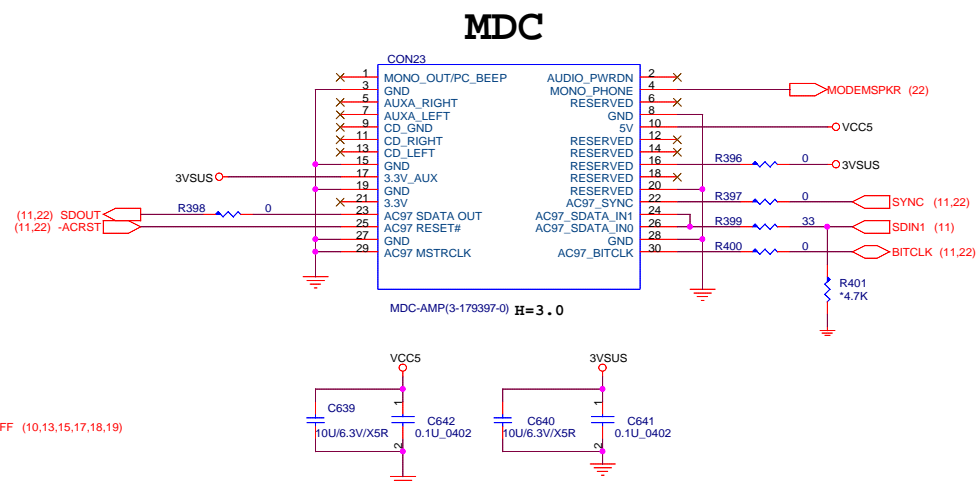 MDC
CON23
1 MONO_OUT/PC_BEEP AUDIO_PWRDN 2
3 GND MONO_PHONE 4 MODEMSPKR (22)
5 AUXA_RIGHT RESERVED 6
7 AUXA_LEFT GND 8
9 CD_GND 5V 10 VCC5
11 CD_RIGHT RESERVED 12
13 CD_LEFT RESERVED 14
15 GND RESERVED 16 R396 0 3VSUS
3VSUS 17 3.3V_AUX RESERVED 18
19 GND RESERVED 20
21 3.3V AC97_SYNC 22 R397 0 SYNC (11,22)
(11,22) SDOUT R398 0 23 AC97 SDATA OUT AC97_SDATA_IN1 24
(11,22) -ACRST 25 AC97 RESET# AC97_SDATA_IN0 26 R399 33 SDIN1 (11)
27 GND GND 28
29 AC97 MSTRCLK AC97_BITCLK 30 R400 0 BITCLK (11,22)
R401
*4.7K
MDC-AMP(3-179397-0) H=3.0
VCC5 3VSUS
1 1
C639 C642 C640 C641
10U/6.3V/X5R 0.1U_0402 10U/6.3V/X5R 0.1U_0402
2 2
FF (10,13,15,17,18,19)